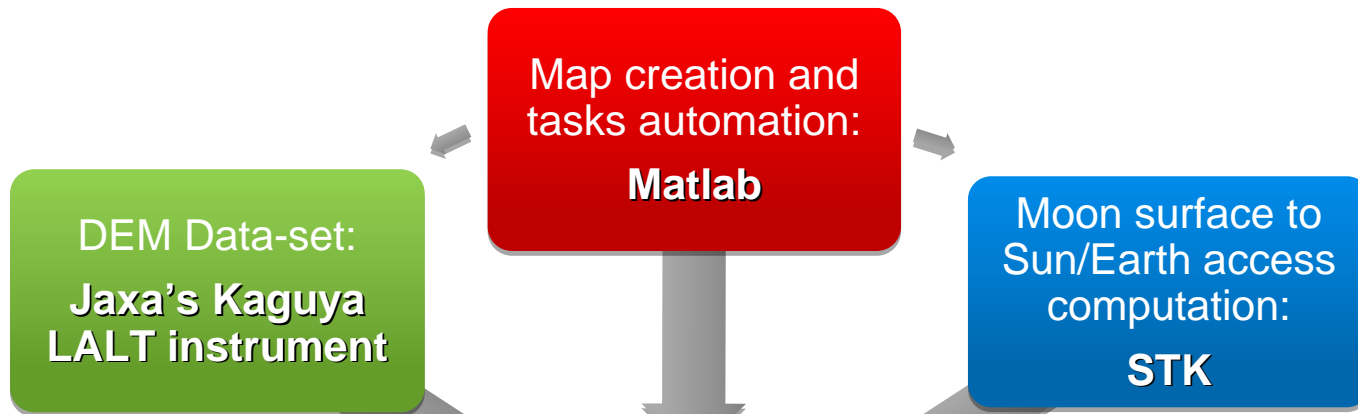 Map creation and
tasks automation:
Matlab
DEM Data-set:
Jaxa's Kaguya
LALT instrument
Moon surface to
Sun/Earth access
computation:
STK